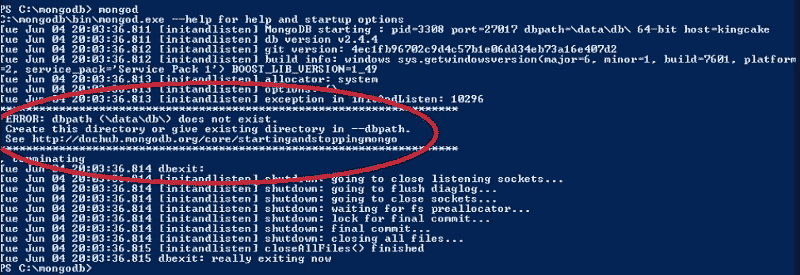 PS C:\mongodb> mongod
C:\mongodb\bin\mongod.exe --help for help and startup options
Tue Jun 04 20:03:36.811 [initandlisten] MongoDB starting : pid=3308 port=27017 dbpath=\data\db\ 64-bit host=kingcake
Tue Jun 04 20:03:36.811 [initandlisten] db version v2.4.4
Tue Jun 04 20:03:36.812 [initandlisten] git version: 4ec1fb96702c9d4c57b1e06dd34eb73a16e407d2
Tue Jun 04 20:03:36.812 [initandlisten] build info: windows sys.getwindowsversion(major=6, minor=1, build=7601, platform
=2, service_pack='Service Pack 1') BOOST_LIB_VERSION=1_49
Tue Jun 04 20:03:36.813 [initandlisten] allocator: system
Tue Jun 04 20:03:36.813 [initandlisten] options: {}
Tue Jun 04 20:03:36.813 [initandlisten] exception in initAndListen: 10296
*********************************************************************
ERROR: dbpath (\data\db\) does not exist.
Create this directory or give existing directory in --dbpath.
See http://dochub.mongodb.org/core/startingandstoppingmongo
*********************************************************************
, terminating
Tue Jun 04 20:03:36.814 dbexit:
Tue Jun 04 20:03:36.814 [initandlisten] shutdown: going to close listening sockets...
Tue Jun 04 20:03:36.814 [initandlisten] shutdown: going to flush diaglog...
Tue Jun 04 20:03:36.814 [initandlisten] shutdown: going to close sockets...
Tue Jun 04 20:03:36.814 [initandlisten] shutdown: waiting for fs preallocator...
Tue Jun 04 20:03:36.814 [initandlisten] shutdown: lock for final commit...
Tue Jun 04 20:03:36.814 [initandlisten] shutdown: final commit...
Tue Jun 04 20:03:36.814 [initandlisten] shutdown: closing all files...
Tue Jun 04 20:03:36.815 [initandlisten] closeAllFiles() finished
Tue Jun 04 20:03:36.815 dbexit: really exiting now
PS C:\mongodb>